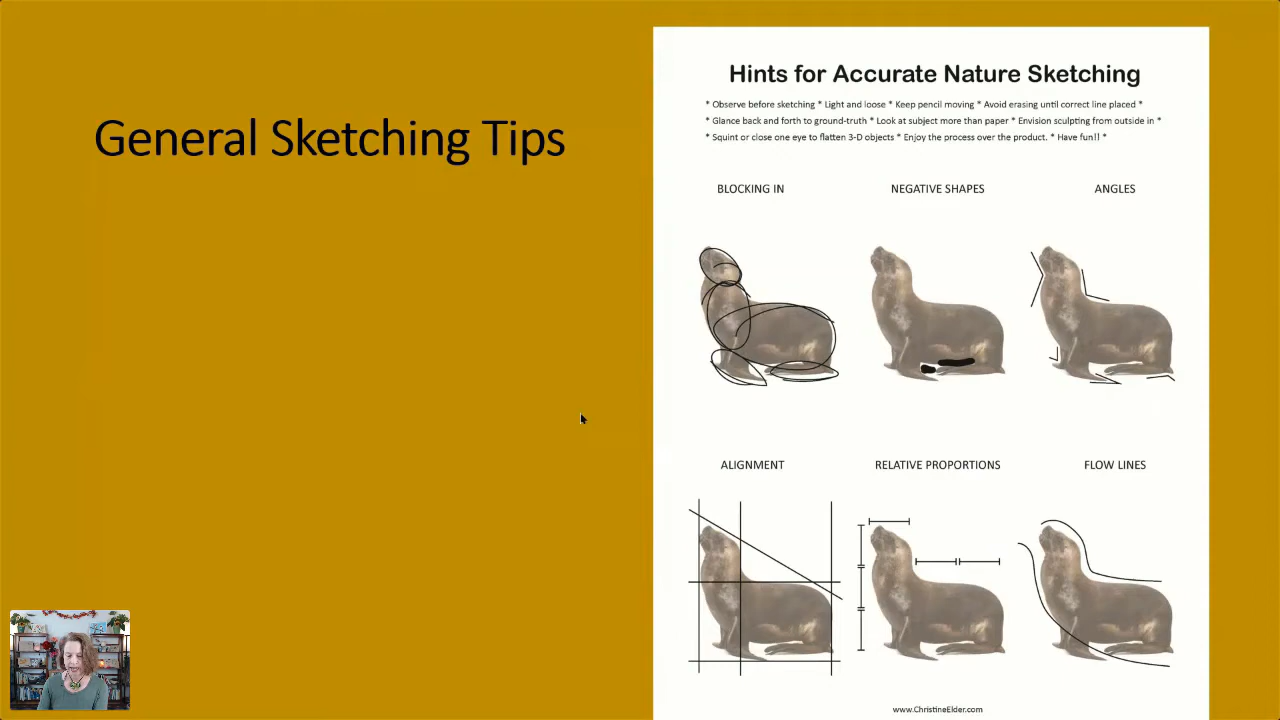 General Sketching Tips
Hints for Accurate Nature Sketching
* Observe before sketching * Light and loose * Keep pencil moving * Avoid erasing until correct line placed *
* Glance back and forth to ground-truth * Look at subject more than paper * Envision sculpting from outside in *
* Squint or close one eye to flatten 3-D objects * Enjoy the process over the product. * Have fun!! *
BLOCKING IN
NEGATIVE SHAPES
ANGLES
ALIGNMENT
RELATIVE PROPORTIONS
FLOW LINES
www.ChristineElder.com